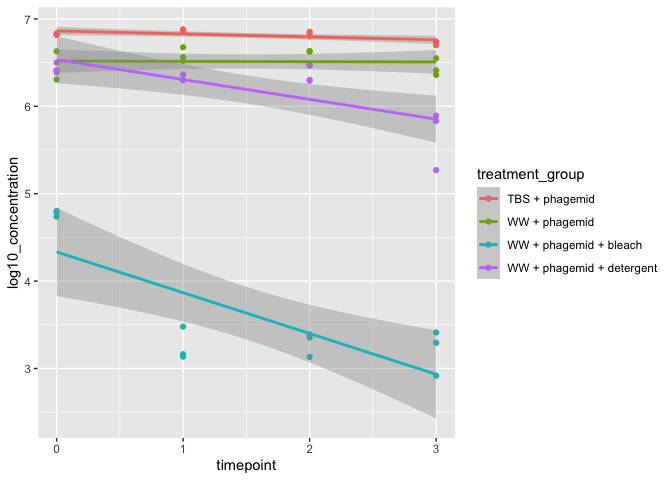 7
6
5
4
3
log10_concentration
0
1
2
3
timepoint
treatment_group
TBS + phagemid
WW + phagemid
WW + phagemid + bleach
WW + phagemid + detergent